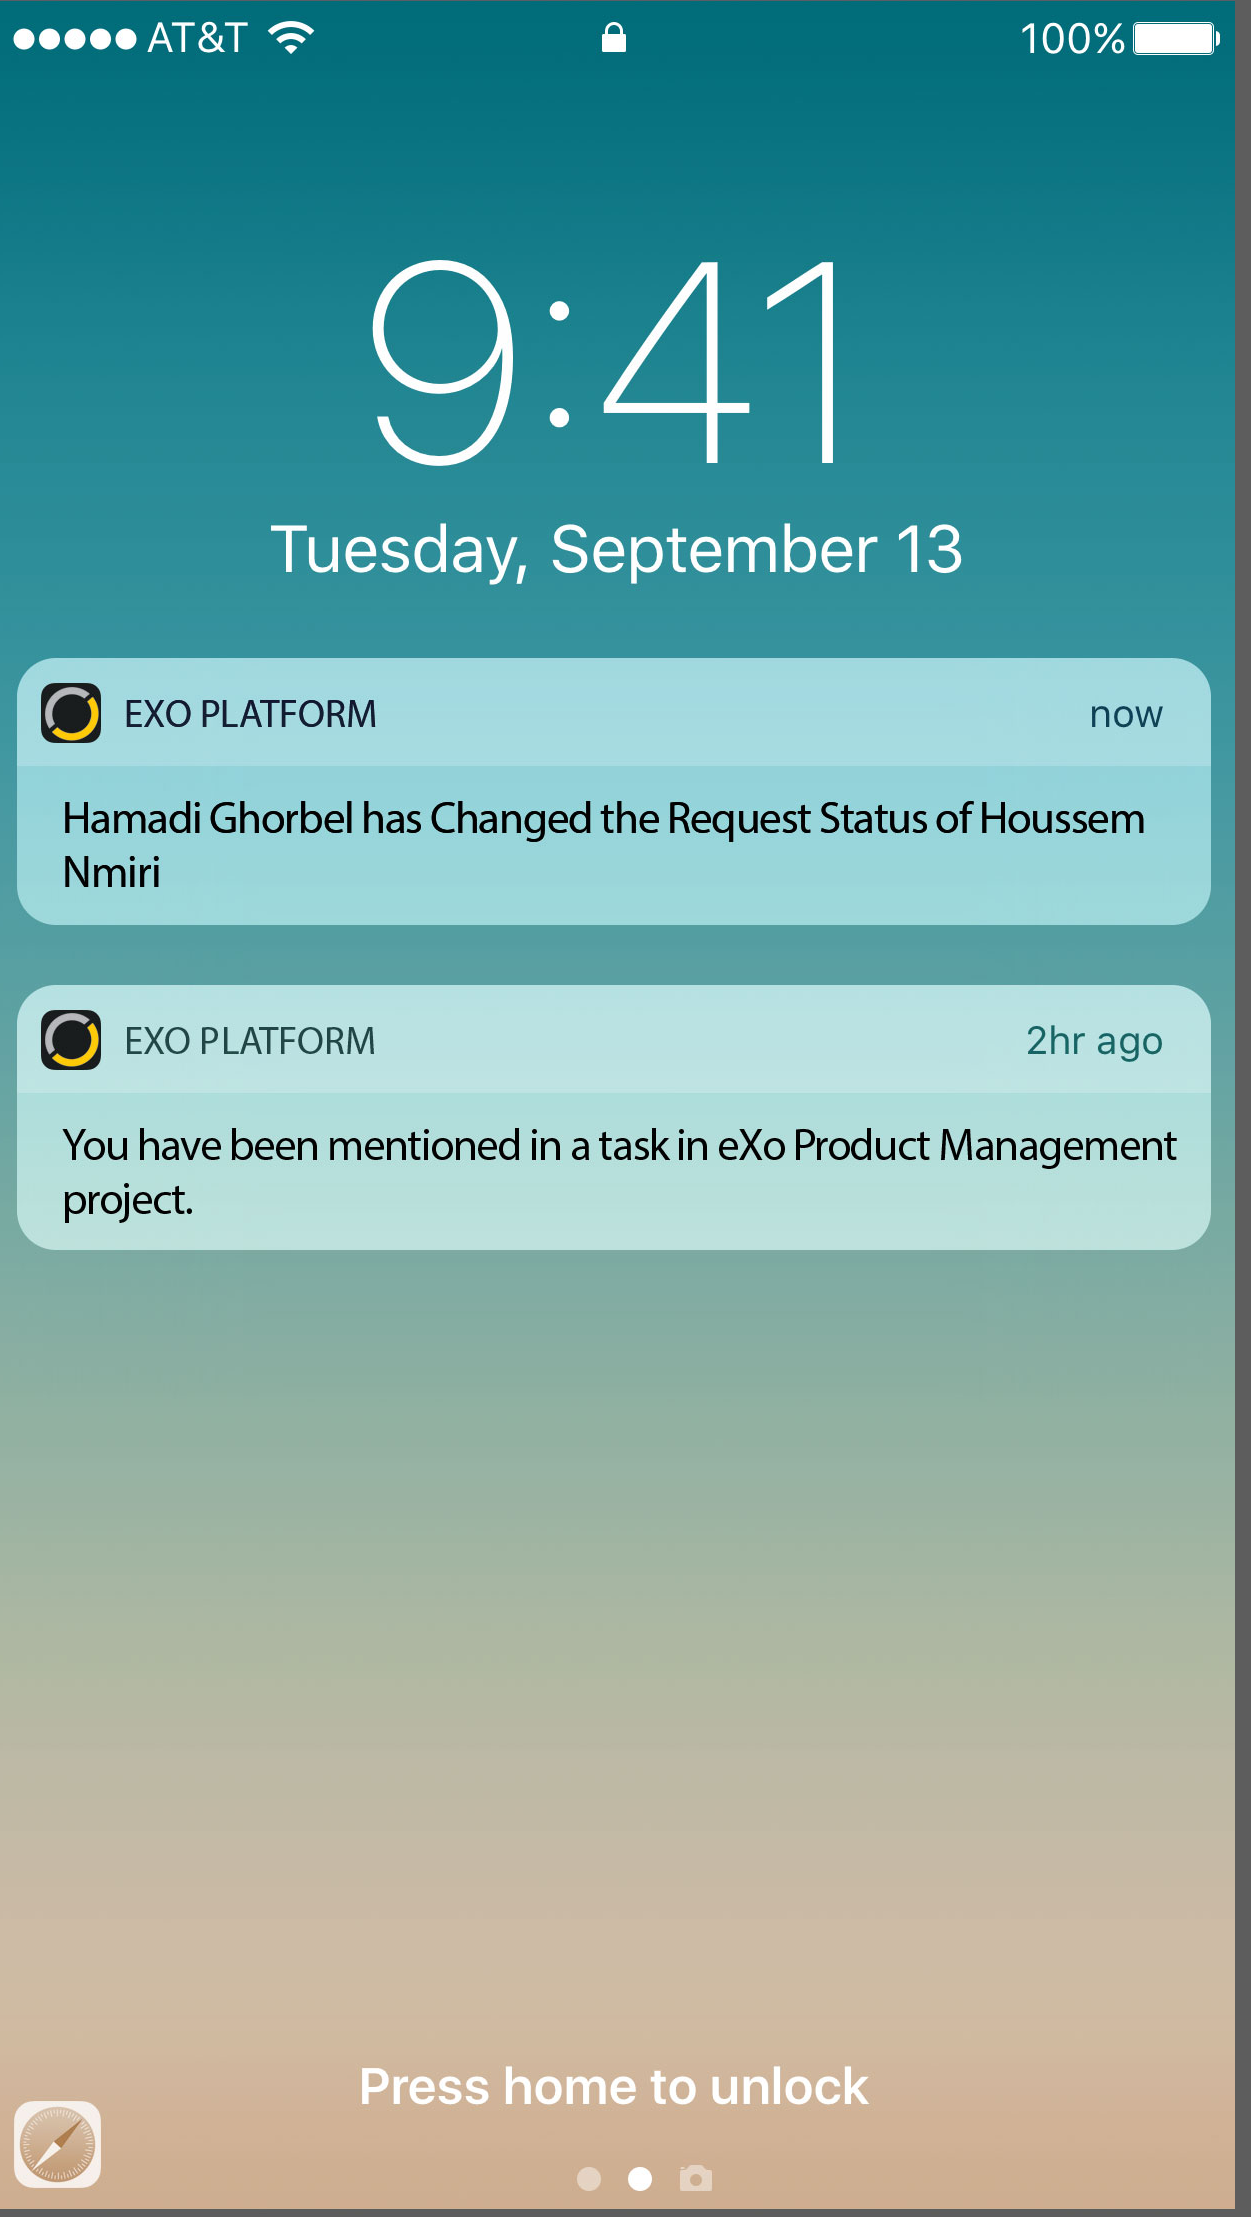 AT&T 100%
9:41
Tuesday, September 13
EXO PLATFORM now
Hamadi Ghorbel has Changed the Request Status of Houssem
Nmiri
EXO PLATFORM 2hr ago
You have been mentioned in a task in eXo Product Management
project.
Press home to unlock